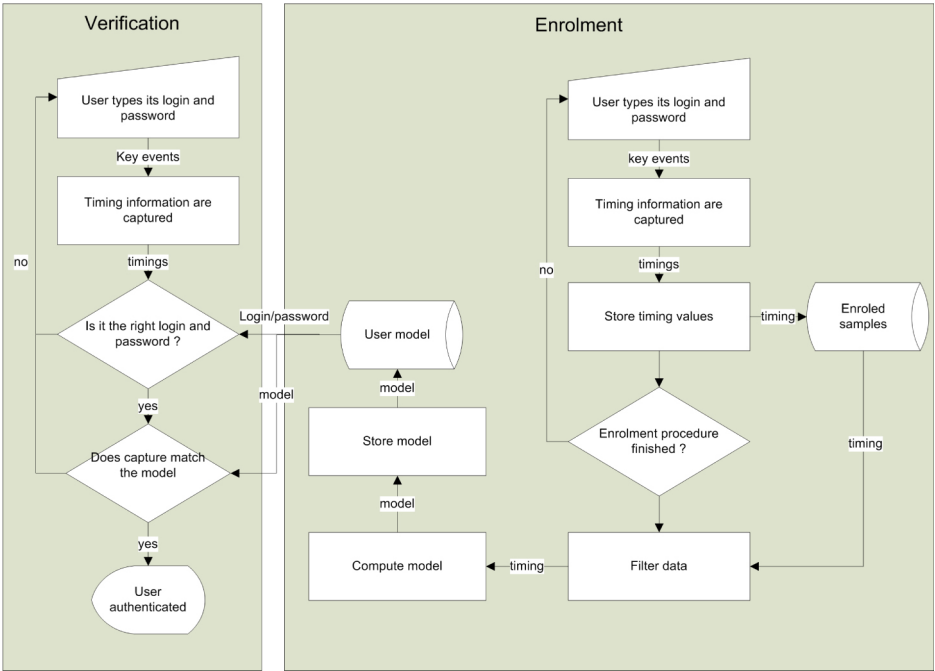 Verification
User types its login and
password
Key events
Timing information are
captured
timings
no
Is it the right login and
password ?
Login/password
yes
model
Does capture match
the model
yes
User
authenticated
Enrolment
User types its login and
password
key events
Timing information are
captured
timings
no
Store timing values
timing
Enroled
samples
Enrolment procedure
finished ?
timing
Filter data
timing
Compute model
model
Store model
model
User model